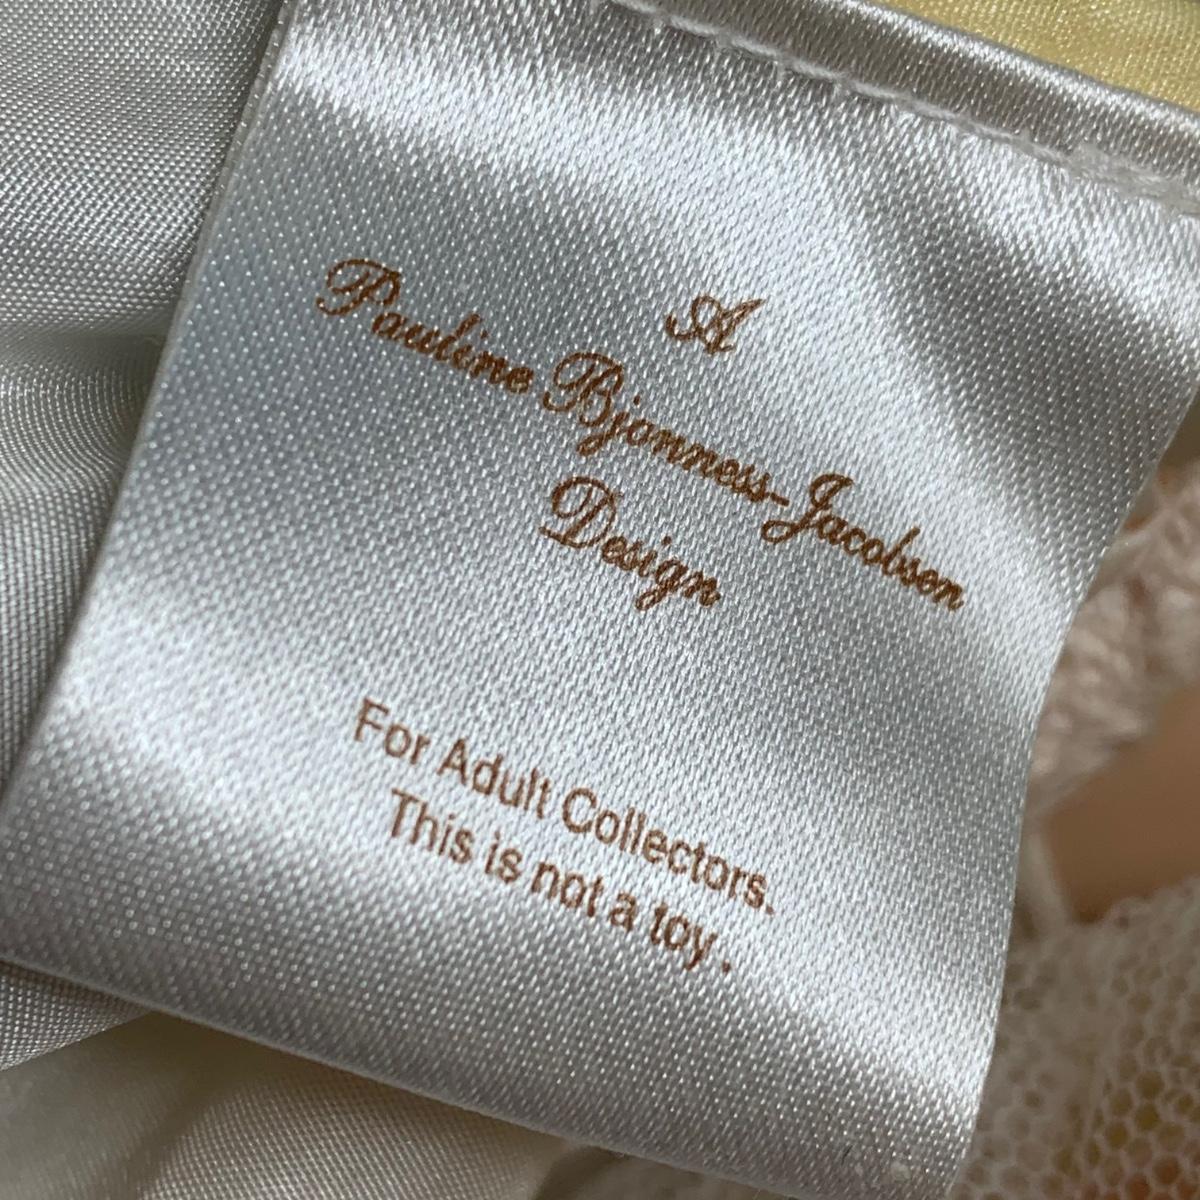 A
Pauline Bjonness-Jacobsen
Design
For Adult Collectors.
This is not a toy.